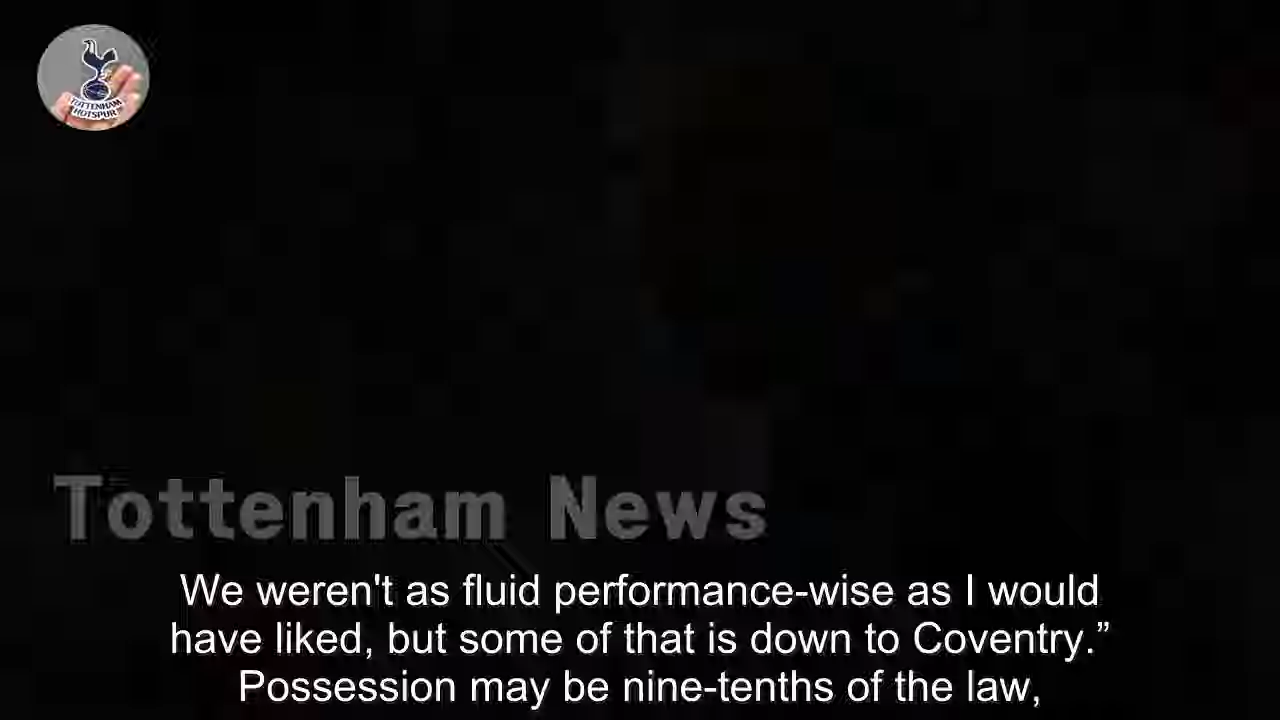 TOTTENHAM
HOTSPUR
Tottenham News
We weren't as fluid performance-wise as I would
have liked, but some of that is down to Coventry.”
Possession may be nine-tenths of the law,